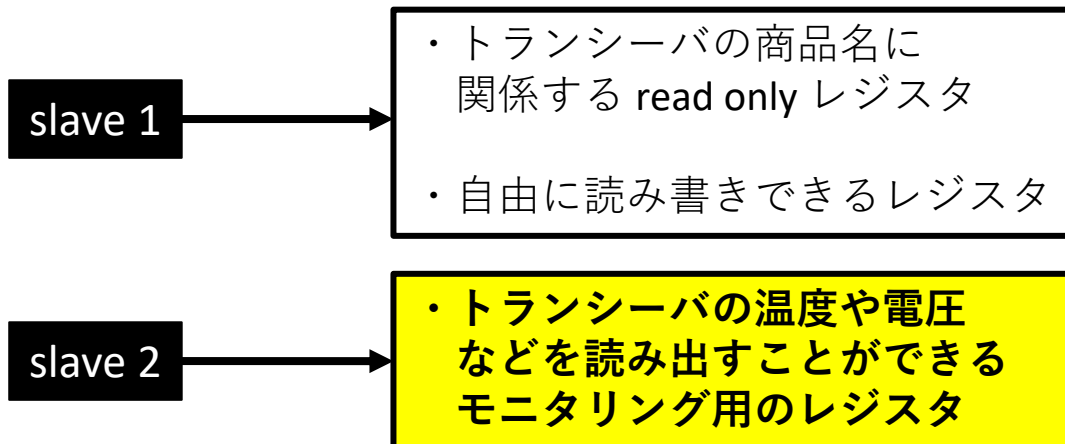 slave 1
・トランシーバの商品名に
関係する read only レジスタ
・自由に読み書きできるレジスタ
slave 2
・トランシーバの温度や電圧
などを読み出すことができる
モニタリング用のレジスタ